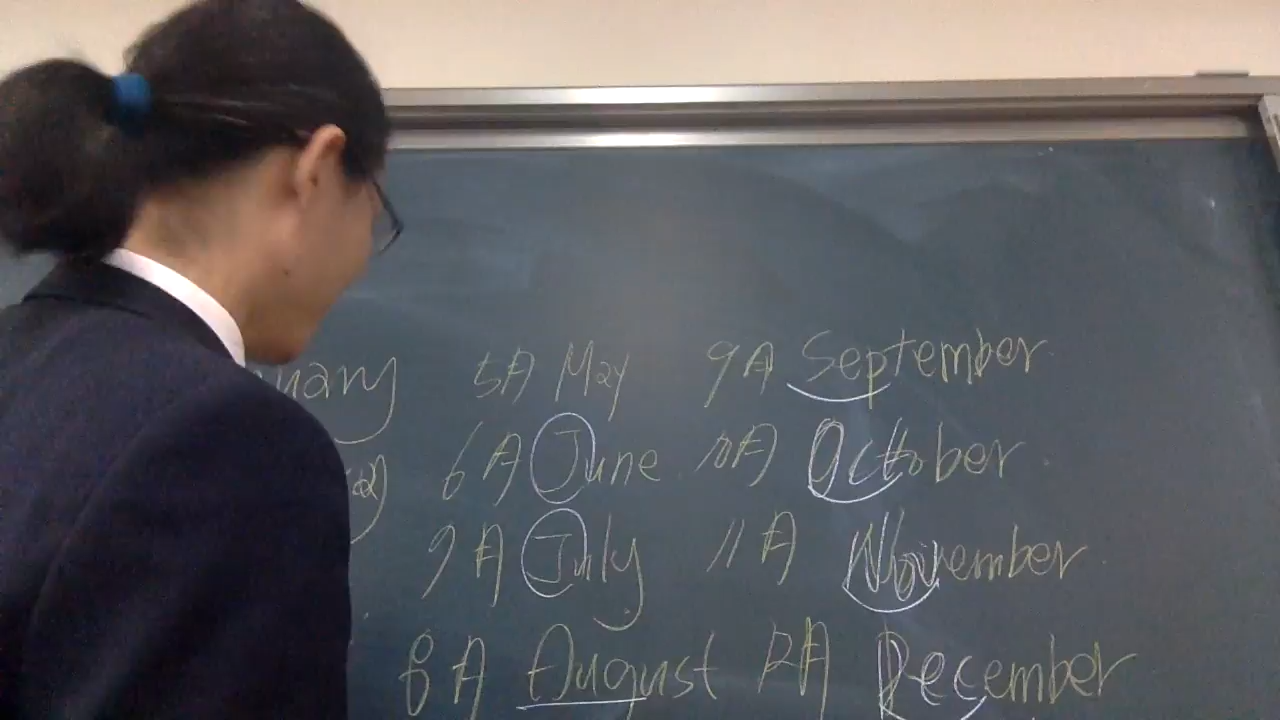 nuary 5月 May 9月 September
6月 June 10月 October
7月 July 11月 November
8月 August 12月 December